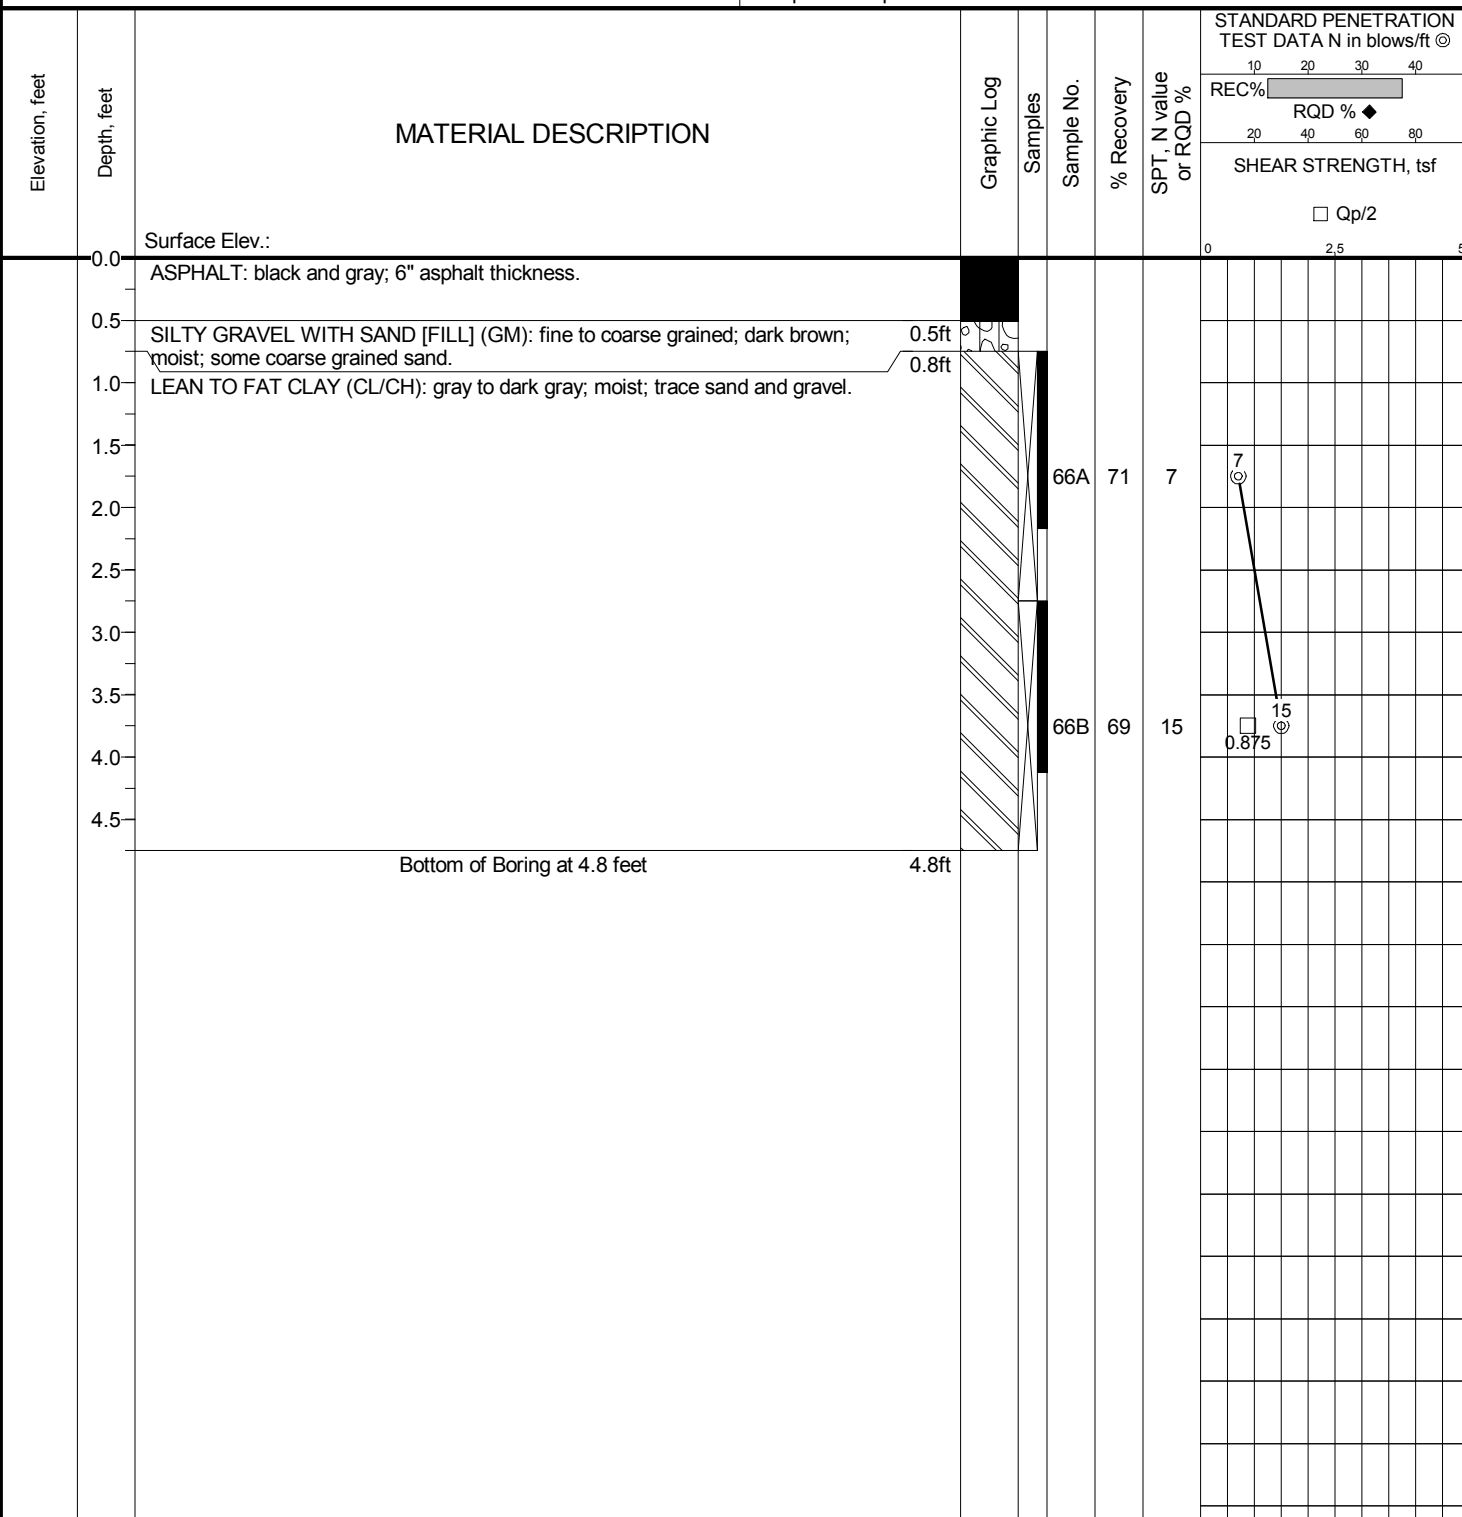 STANDARD PENETRATION
TEST DATA N in blows/ft
10 20 30 40
REC%
RQD % ◆
20 40 60 80
SHEAR STRENGTH, tsf
□ Qp/2
0 2.5 5
Elevation, feet
Depth, feet
MATERIAL DESCRIPTION
Graphic Log
Samples
Sample No.
% Recovery
SPT, N value
or RQD %
Surface Elev.:
0.0
ASPHALT: black and gray; 6" asphalt thickness.
0.5
SILTY GRAVEL WITH SAND [FILL] (GM): fine to coarse grained; dark brown; 0.5ft
moist; some coarse grained sand.
0.8ft
1.0
LEAN TO FAT CLAY (CL/CH): gray to dark gray; moist; trace sand and gravel.
1.5
7
66A 71 7
2.0
2.5
3.0
3.5
15
66B 69 15
0.875
4.0
4.5
Bottom of Boring at 4.8 feet 4.8ft